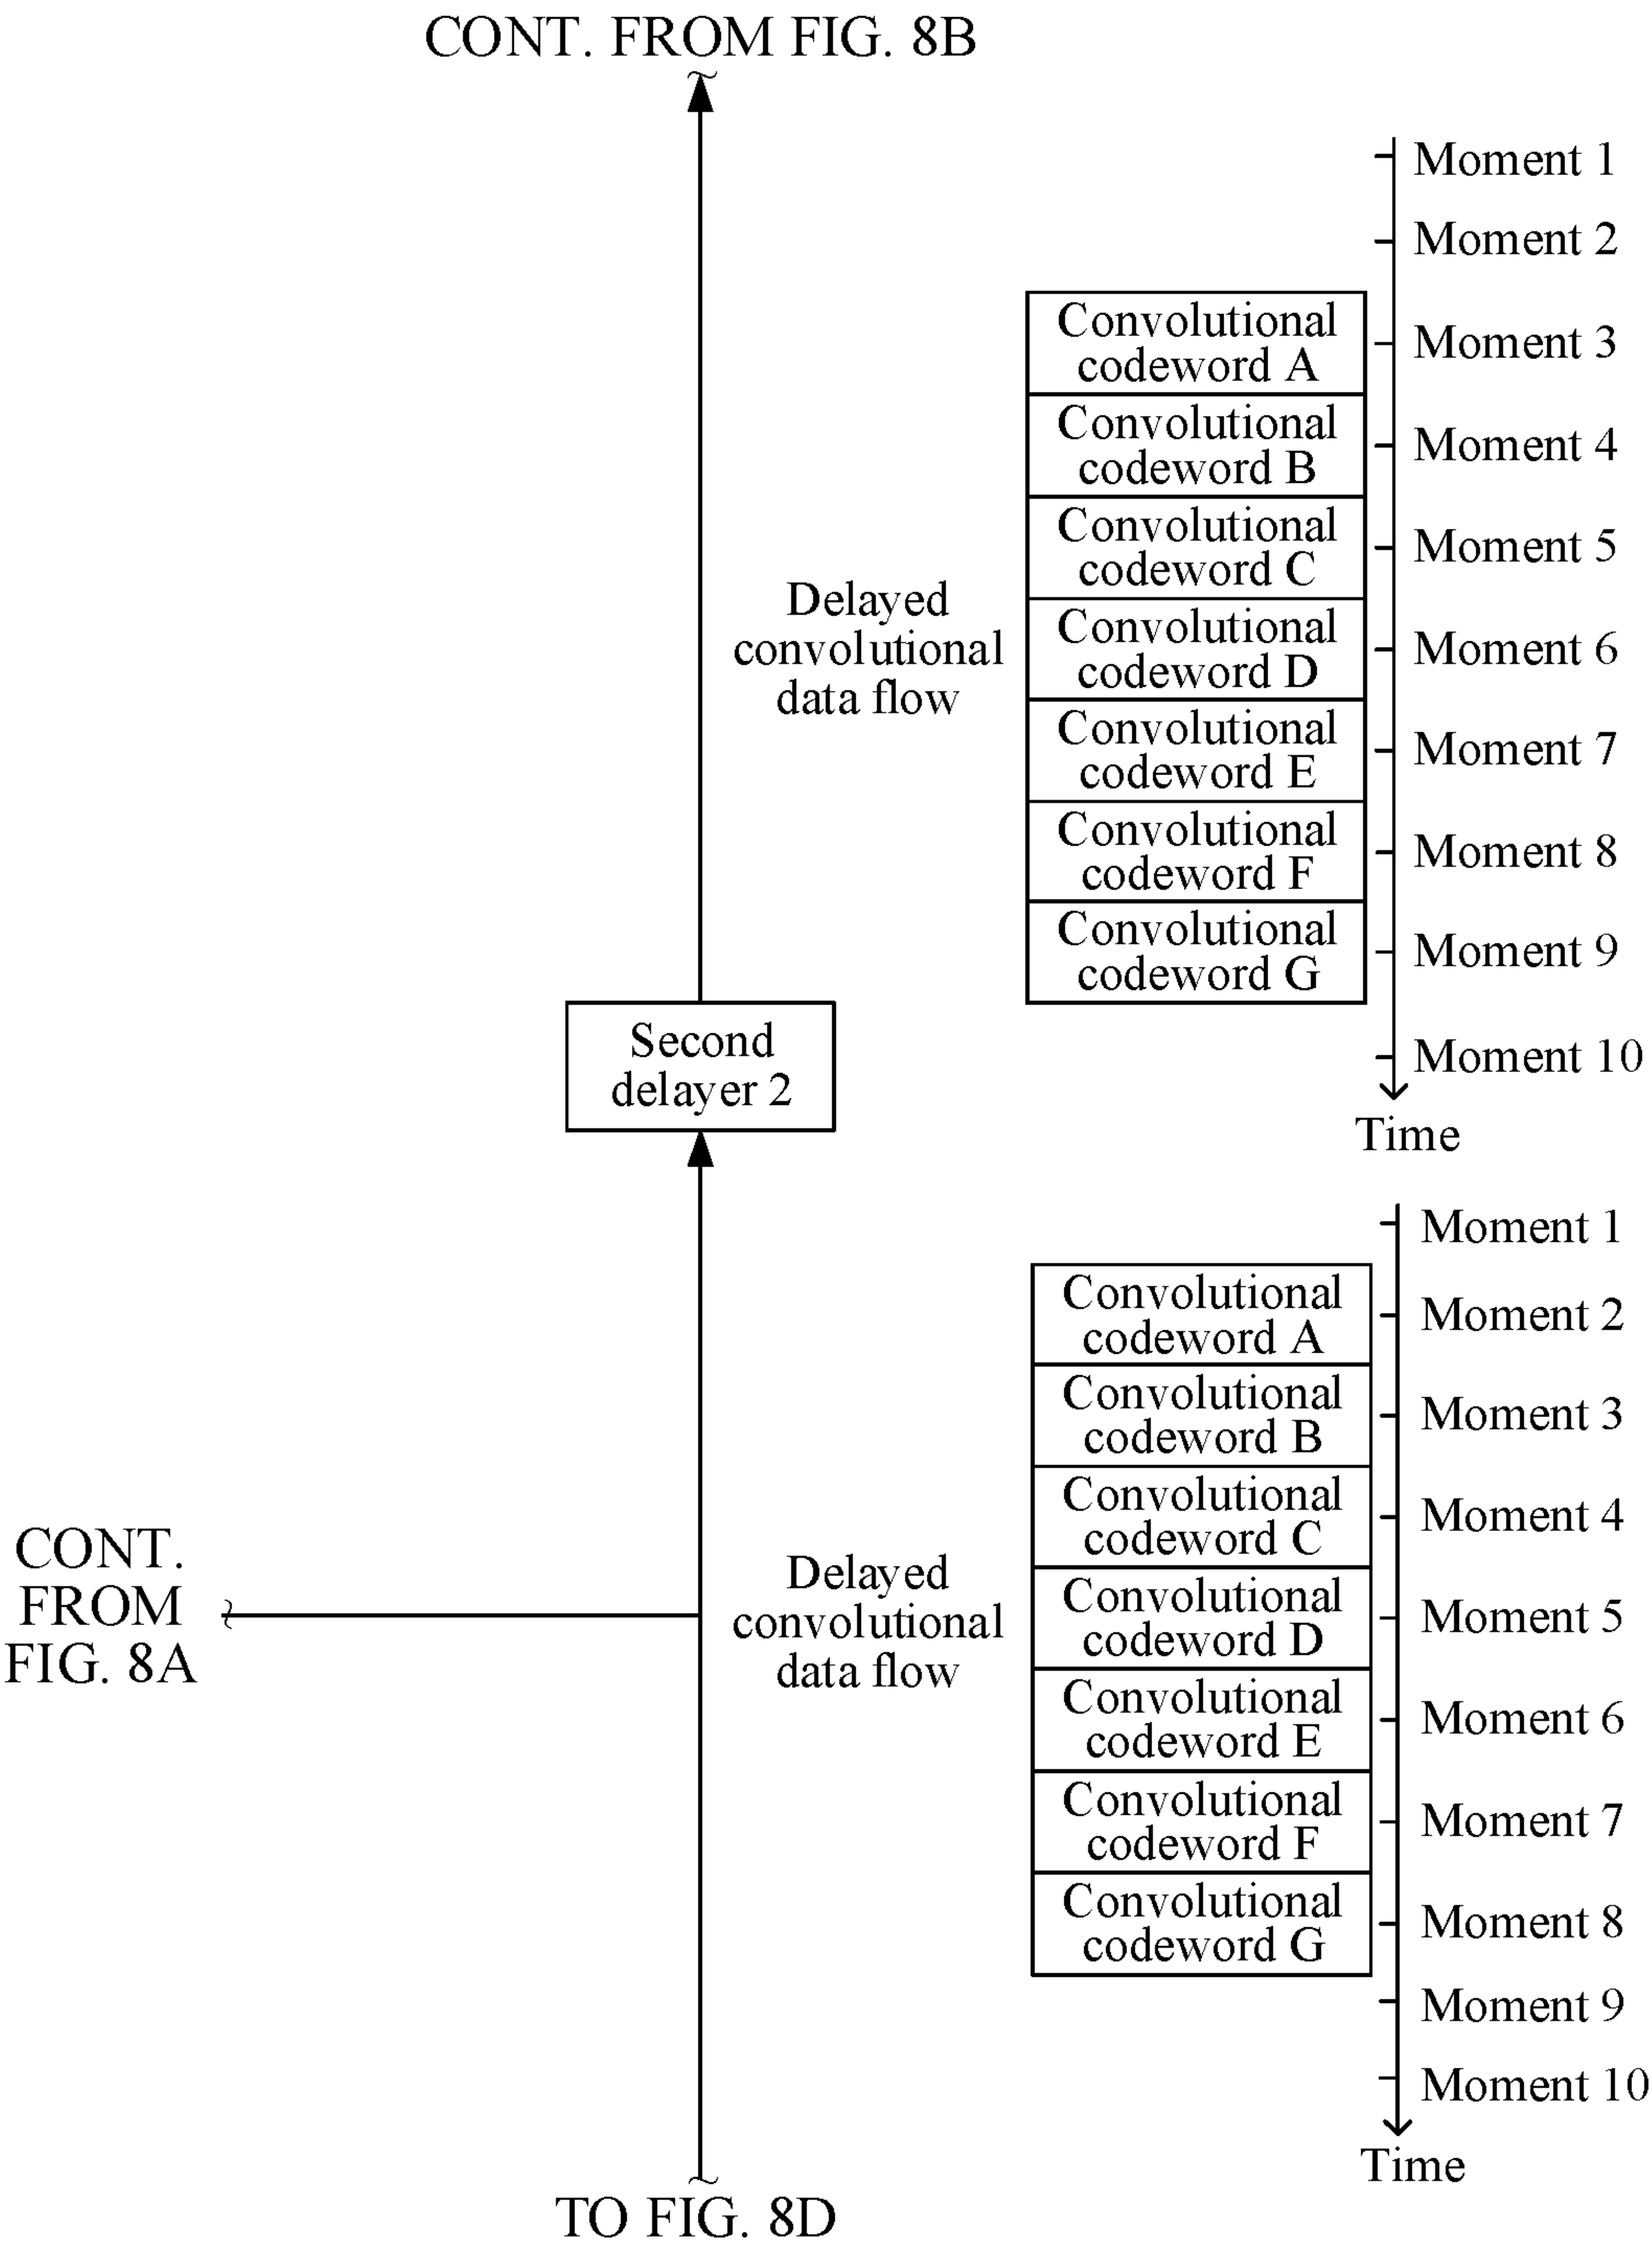 CONT. FROM FIG. 8B
Moment 1
Moment 2
Convolutional
codeword A
Moment 3
Convolutional
codeword B
Moment 4
Convolutional
codeword C
Moment 5
Delayed
convolutional
data flow
Convolutional
codeword D
Moment 6
Convolutional
codeword E
Moment 7
Convolutional
codeword F
Moment 8
Convolutional
codeword G
Moment 9
Second
delayer 2
Moment 10
Time
Moment 1
Convolutional
codeword A
Moment 2
Convolutional
codeword B
Moment 3
Convolutional
codeword C
Moment 4
CONT.
FROM
FIG. 8A
Delayed
convolutional
data flow
Convolutional
codeword D
Moment 5
Convolutional
codeword E
Moment 6
Convolutional
codeword F
Moment 7
Convolutional
codeword G
Moment 8
Moment 9
Moment 10
Time
TO FIG. 8D